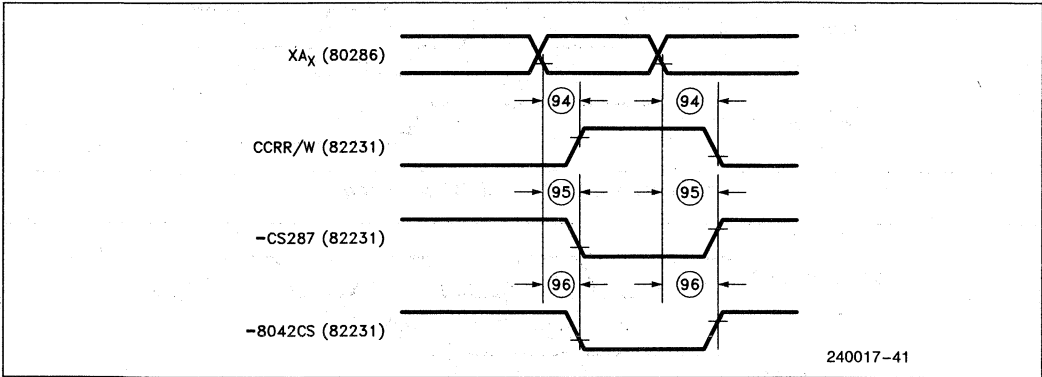 XAX (80286)
94 94
CCRR/W (82231)
95 95
-CS287 (82231)
96 96
-8042CS (82231)
240017-41